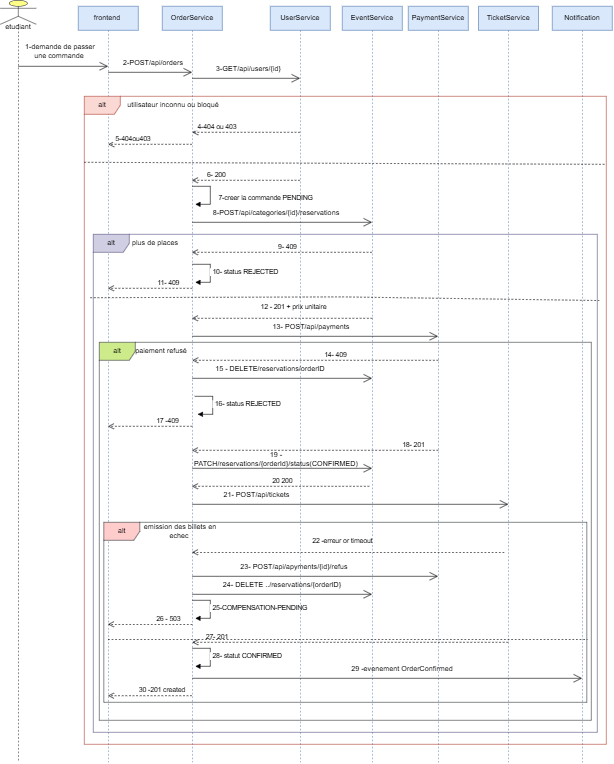 etudiant
frontend
OrderService
UserService
EventService
PaymentService
TicketService
Notification
1-demande de passer
une commande
2-POST/api/orders
3-GET/api/users/{id}
alt
utilisateur inconnu ou bloqué
4-404 ou 403
5-404ou403
6- 200
7-creer la commande PENDING
8-POST/api/categories/{id}/reservations
alt
plus de places
9- 409
10- status REJECTED
11- 409
12 - 201 + prix unitaire
13- POST/api/payments
alt
paiement refusé
14- 409
15 - DELETE/reservations/orderID
16- status REJECTED
17 -409
18- 201
19 -
PATCH/reservations/{orderId}/status(CONFIRMED)
20 200
21- POST/api/tickets
alt
emission des billets en
echec
22 -erreur or timeout
23- POST/api/apyments/{id}/refus
24- DELETE ../reservations/{orderID}
25-COMPENSATION-PENDING
26 - 503
27- 201
28- statut CONFIRMED
29 -evenement OrderConfirmed
30 -201 created